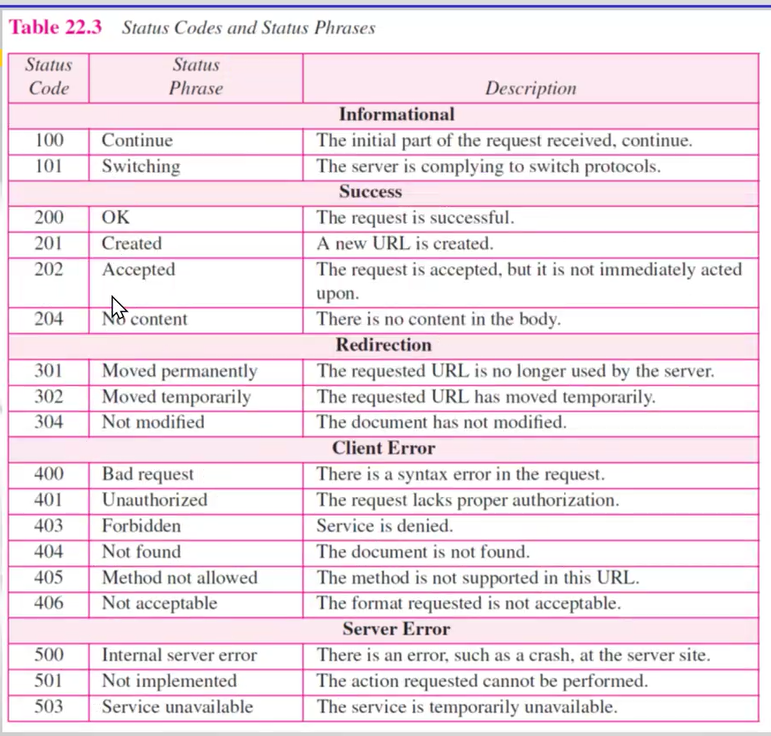 Table 22.3 Status Codes and Status Phrases
Status Code Status Phrase Description
Informational
100 Continue The initial part of the request received, continue.
101 Switching The server is complying to switch protocols.
Success
200 OK The request is successful.
201 Created A new URL is created.
202 Accepted The request is accepted, but it is not immediately acted
upon.
204 No content There is no content in the body.
Redirection
301 Moved permanently The requested URL is no longer used by the server.
302 Moved temporarily The requested URL has moved temporarily.
304 Not modified The document has not modified.
Client Error
400 Bad request There is a syntax error in the request.
401 Unauthorized The request lacks proper authorization.
403 Forbidden Service is denied.
404 Not found The document is not found.
405 Method not allowed The method is not supported in this URL.
406 Not acceptable The format requested is not acceptable.
Server Error
500 Internal server error There is an error, such as a crash, at the server site.
501 Not implemented The action requested cannot be performed.
503 Service unavailable The service is temporarily unavailable.